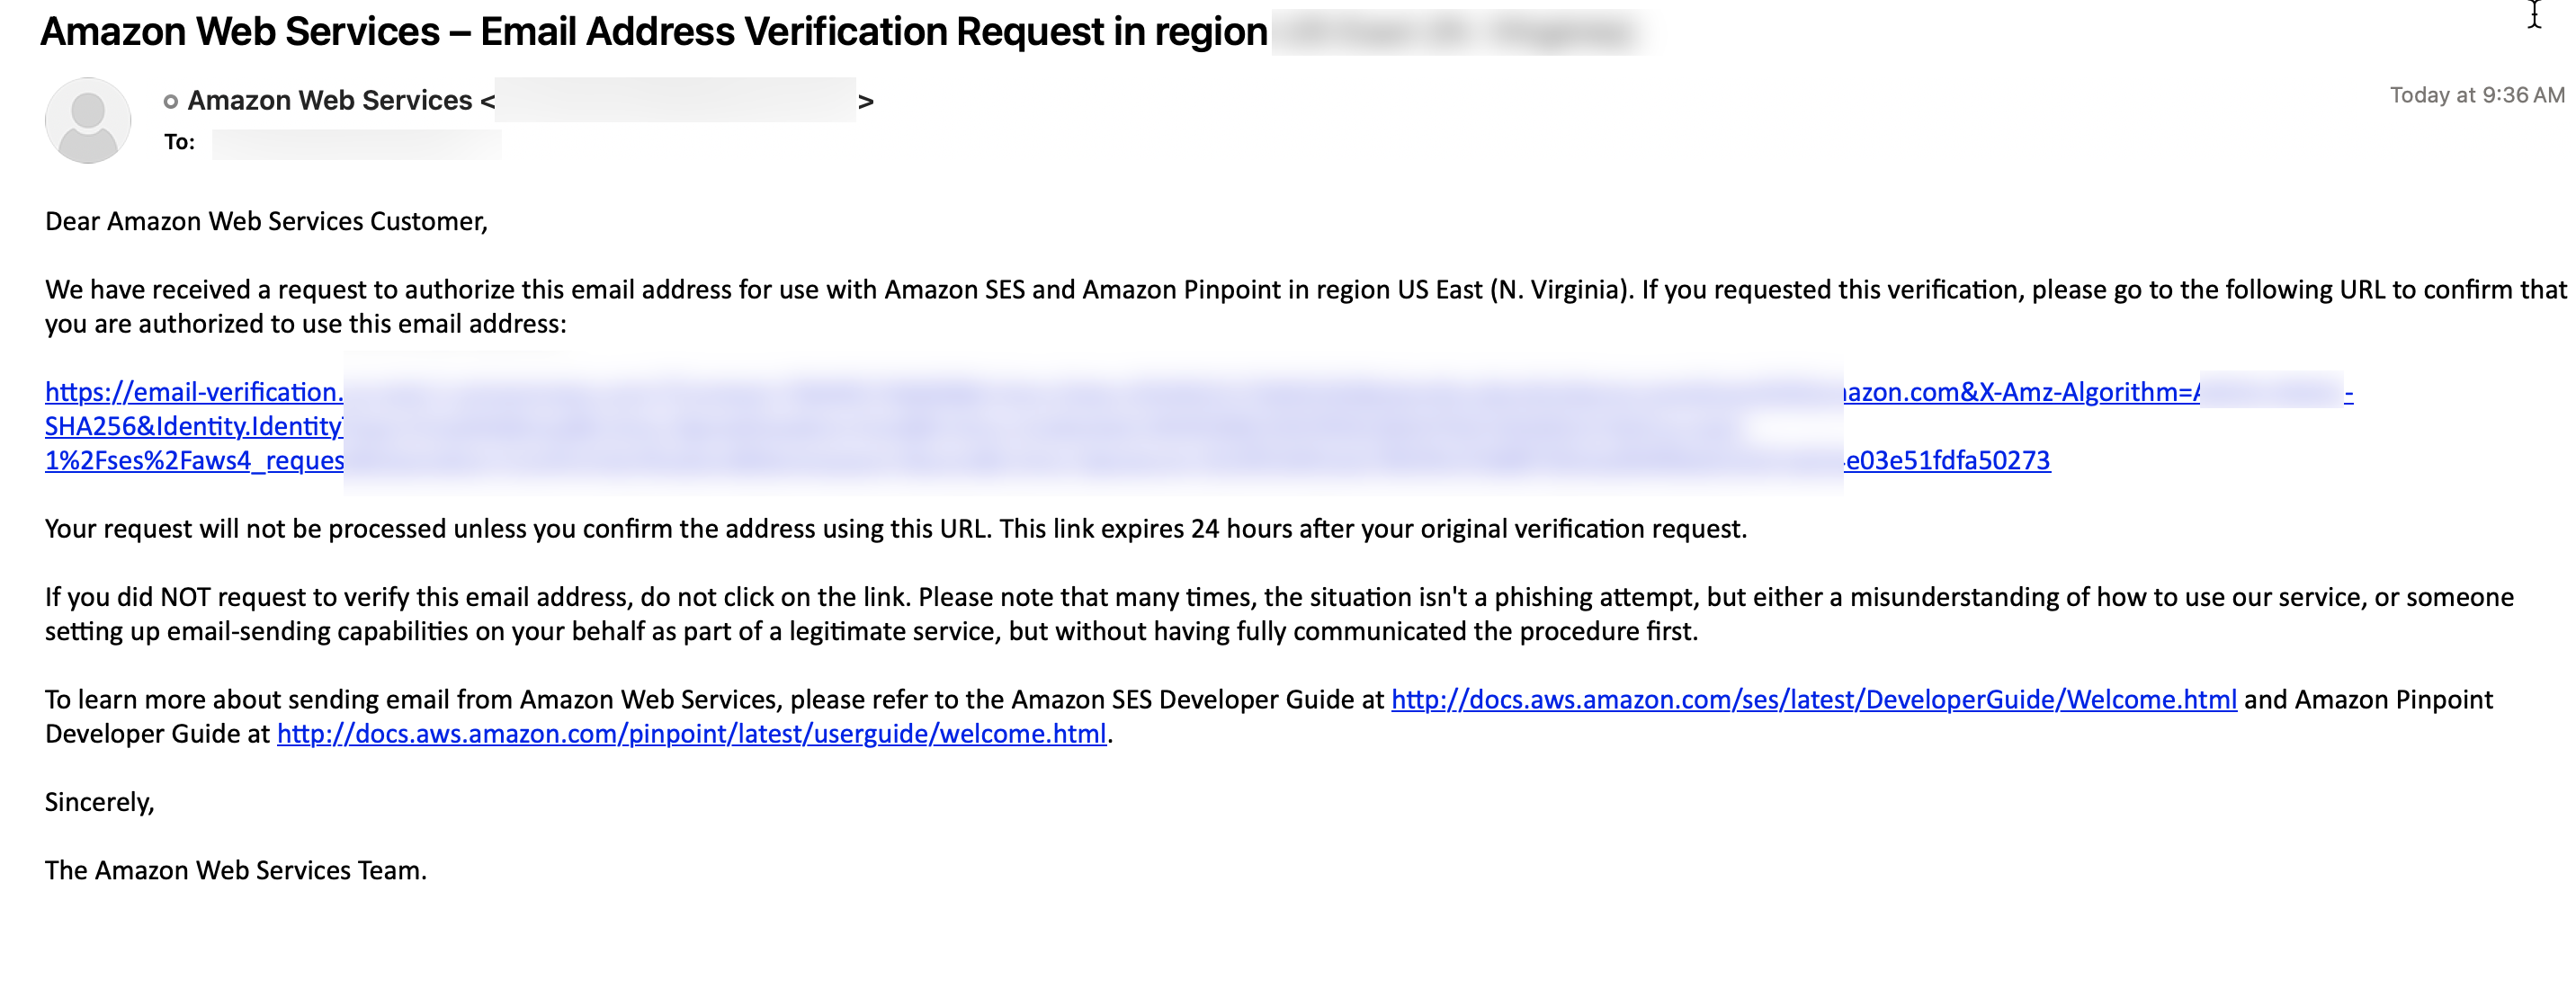 Amazon Web Services – Email Address Verification Request in region
Amazon Web Services < >
Today at 9:36 AM
To:
Dear Amazon Web Services Customer,
We have received a request to authorize this email address for use with Amazon SES and Amazon Pinpoint in region US East (N. Virginia). If you requested this verification, please go to the following URL to confirm that
you are authorized to use this email address:
https://email-verification. azon.com&X-Amz-Algorithm=A -
SHA256&Identity.Identity
1%2Fses%2Faws4_reques e03e51fdfa50273
Your request will not be processed unless you confirm the address using this URL. This link expires 24 hours after your original verification request.
If you did NOT request to verify this email address, do not click on the link. Please note that many times, the situation isn't a phishing attempt, but either a misunderstanding of how to use our service, or someone
setting up email-sending capabilities on your behalf as part of a legitimate service, but without having fully communicated the procedure first.
To learn more about sending email from Amazon Web Services, please refer to the Amazon SES Developer Guide at http://docs.aws.amazon.com/ses/latest/DeveloperGuide/Welcome.html and Amazon Pinpoint
Developer Guide at http://docs.aws.amazon.com/pinpoint/latest/userguide/welcome.html.
Sincerely,
The Amazon Web Services Team.